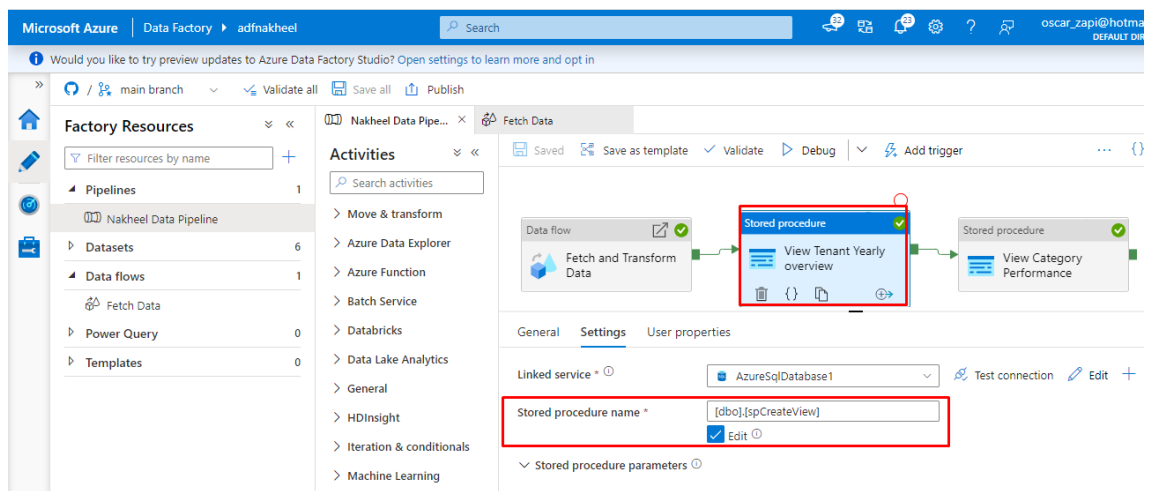 Microsoft Azure
Data Factory
adfnakheel
Search
32
23
oscar_zapi@hotma
DEFAULT DIR
Would you like to try preview updates to Azure Data Factory Studio? Open settings to learn more and opt in
/ main branch
Validate all
Save all
Publish
Factory Resources
Filter resources by name
Pipelines 1
Nakheel Data Pipeline
Datasets 6
Data flows 1
Fetch Data
Power Query 0
Templates 0
Nakheel Data Pipe...
Fetch Data
Activities
Search activities
Move & transform
Azure Data Explorer
Azure Function
Batch Service
Databricks
Data Lake Analytics
General
HDInsight
Iteration & conditionals
Machine Learning
Saved
Save as template
Validate
Debug
Add trigger
Data flow
Fetch and Transform
Data
Stored procedure
View Tenant Yearly
overview
Stored procedure
View Category
Performance
General
Settings
User properties
Linked service *
AzureSqlDatabase1
Test connection
Edit
Stored procedure name *
[dbo].[spCreateView]
Edit
Stored procedure parameters